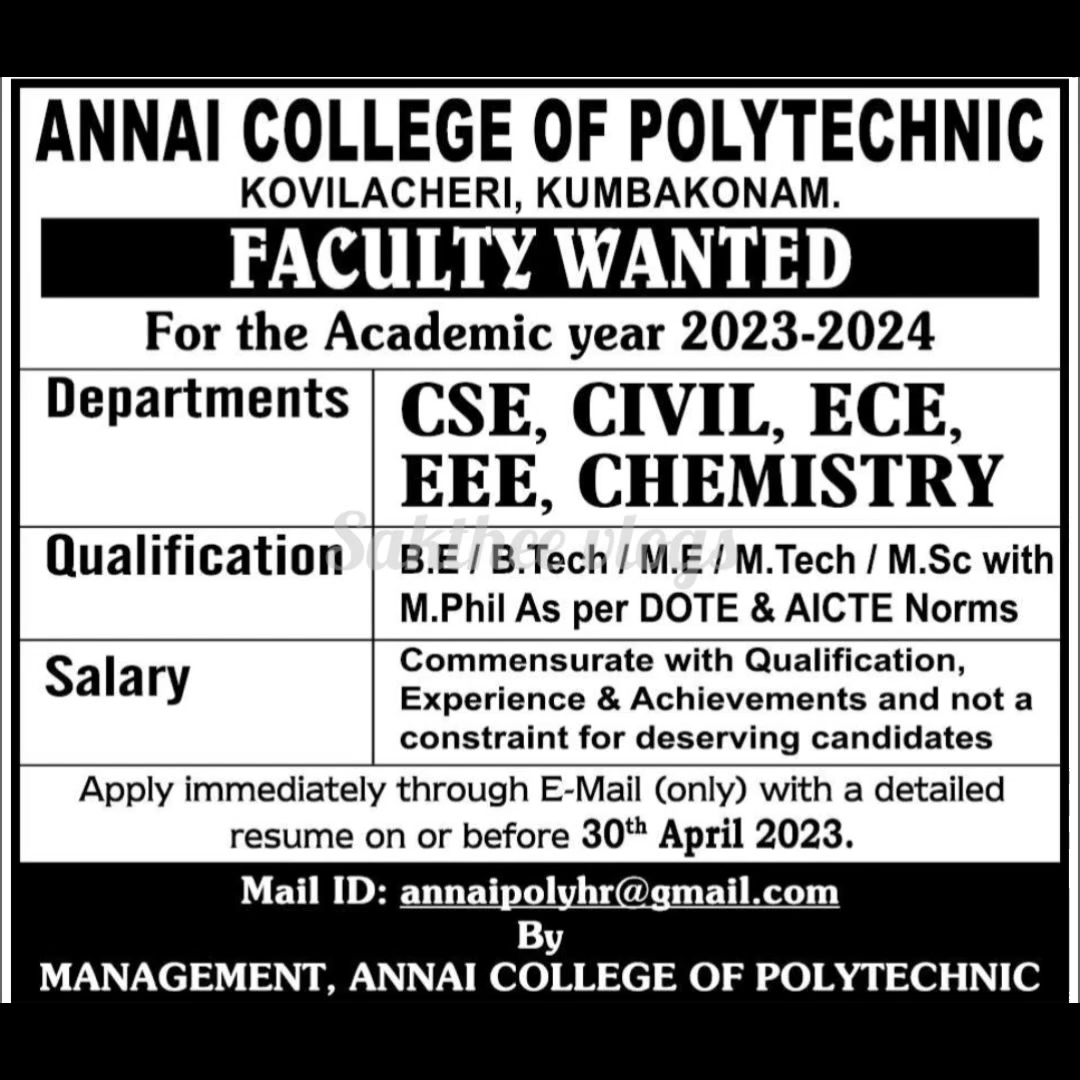 ANNAI COLLEGE OF POLYTECHNIC
KOVILACHERI, KUMBAKONAM.
FACULTY WANTED
For the Academic year 2023-2024
Departments
CSE, CIVIL, ECE,
EEE, CHEMISTRY
Qualification
B.E / B.Tech / M.E / M.Tech / M.Sc with
M.Phil As per DOTE & AICTE Norms
Sakthee vlogs
Salary
Commensurate with Qualification,
Experience & Achievements and not a
constraint for deserving candidates
Apply immediately through E-Mail (only) with a detailed
resume on or before 30th April 2023.
Mail ID: annaipolyhr@gmail.com
By
MANAGEMENT, ANNAI COLLEGE OF POLYTECHNIC